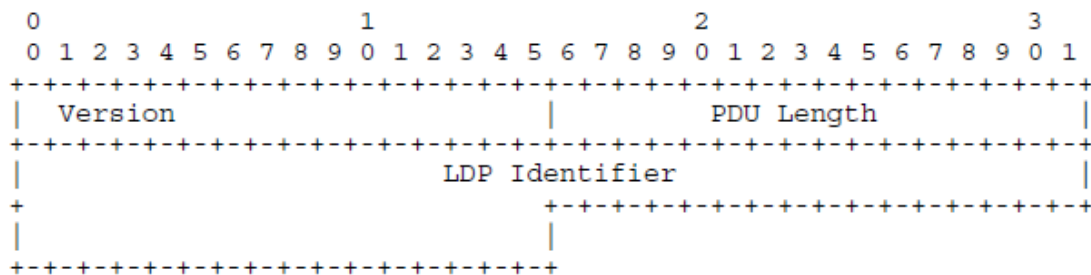 0                   1                   2                   3
0 1 2 3 4 5 6 7 8 9 0 1 2 3 4 5 6 7 8 9 0 1 2 3 4 5 6 7 8 9 0 1
+-+-+-+-+-+-+-+-+-+-+-+-+-+-+-+-+-+-+-+-+-+-+-+-+-+-+-+-+-+-+-+-+
|  Version                      |         PDU Length            |
+-+-+-+-+-+-+-+-+-+-+-+-+-+-+-+-+-+-+-+-+-+-+-+-+-+-+-+-+-+-+-+-+
|                         LDP Identifier                        |
+                               +-+-+-+-+-+-+-+-+-+-+-+-+-+-+-+-+
|                               |
+-+-+-+-+-+-+-+-+-+-+-+-+-+-+-+-+